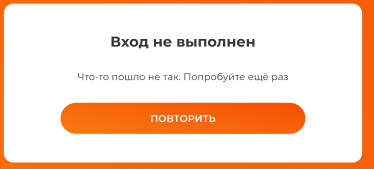 Вход не выполнен
Что-то пошло не так. Попробуйте ещё раз
ПОВТОРИТЬ